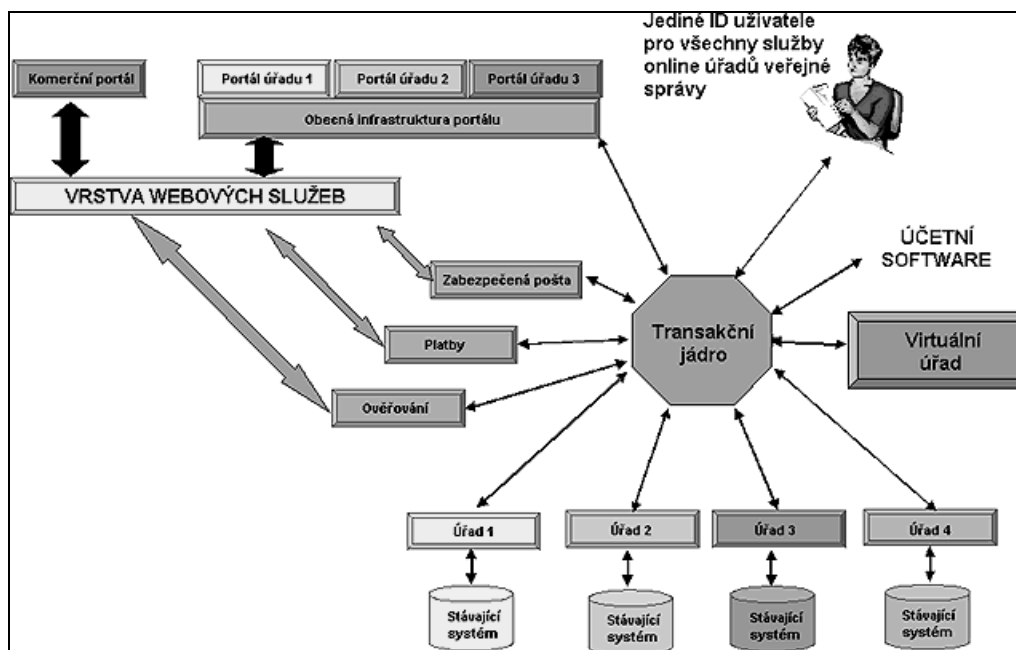 Jediné ID uživatele
pro všechny služby
online úřadů veřejné
správy
Komerční portál
Portál úřadu 1
Portál úřadu 2
Portál úřadu 3
Obecná infrastruktura portálu
VRSTVA WEBOVÝCH SLUŽEB
ÚČETNÍ
SOFTWARE
Zabezpečená pošta
Transakční
jádro
Platby
Virtuální
úřad
Ověřování
Úřad 1
Úřad 2
Úřad 3
Úřad 4
Stávající
systém
Stávající
systém
Stávající
systém
Stávající
systém